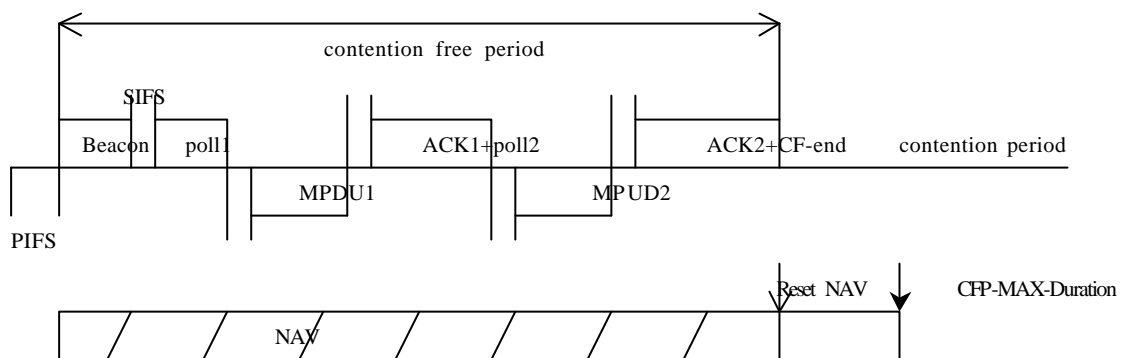 contention free period
SIFS
Beacon poll1 ACK1+poll2 ACK2+CF-end contention period
MPDU1 MPUD2
PIFS
Reset NAV CFP-MAX-Duration
NAV